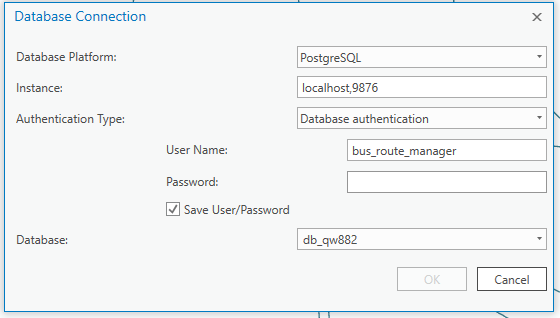 Database Connection
Database Platform: PostgreSQL
Instance: localhost,9876
Authentication Type: Database authentication
User Name: bus_route_manager
Password:
Save User/Password
Database: db_qw882
OK Cancel